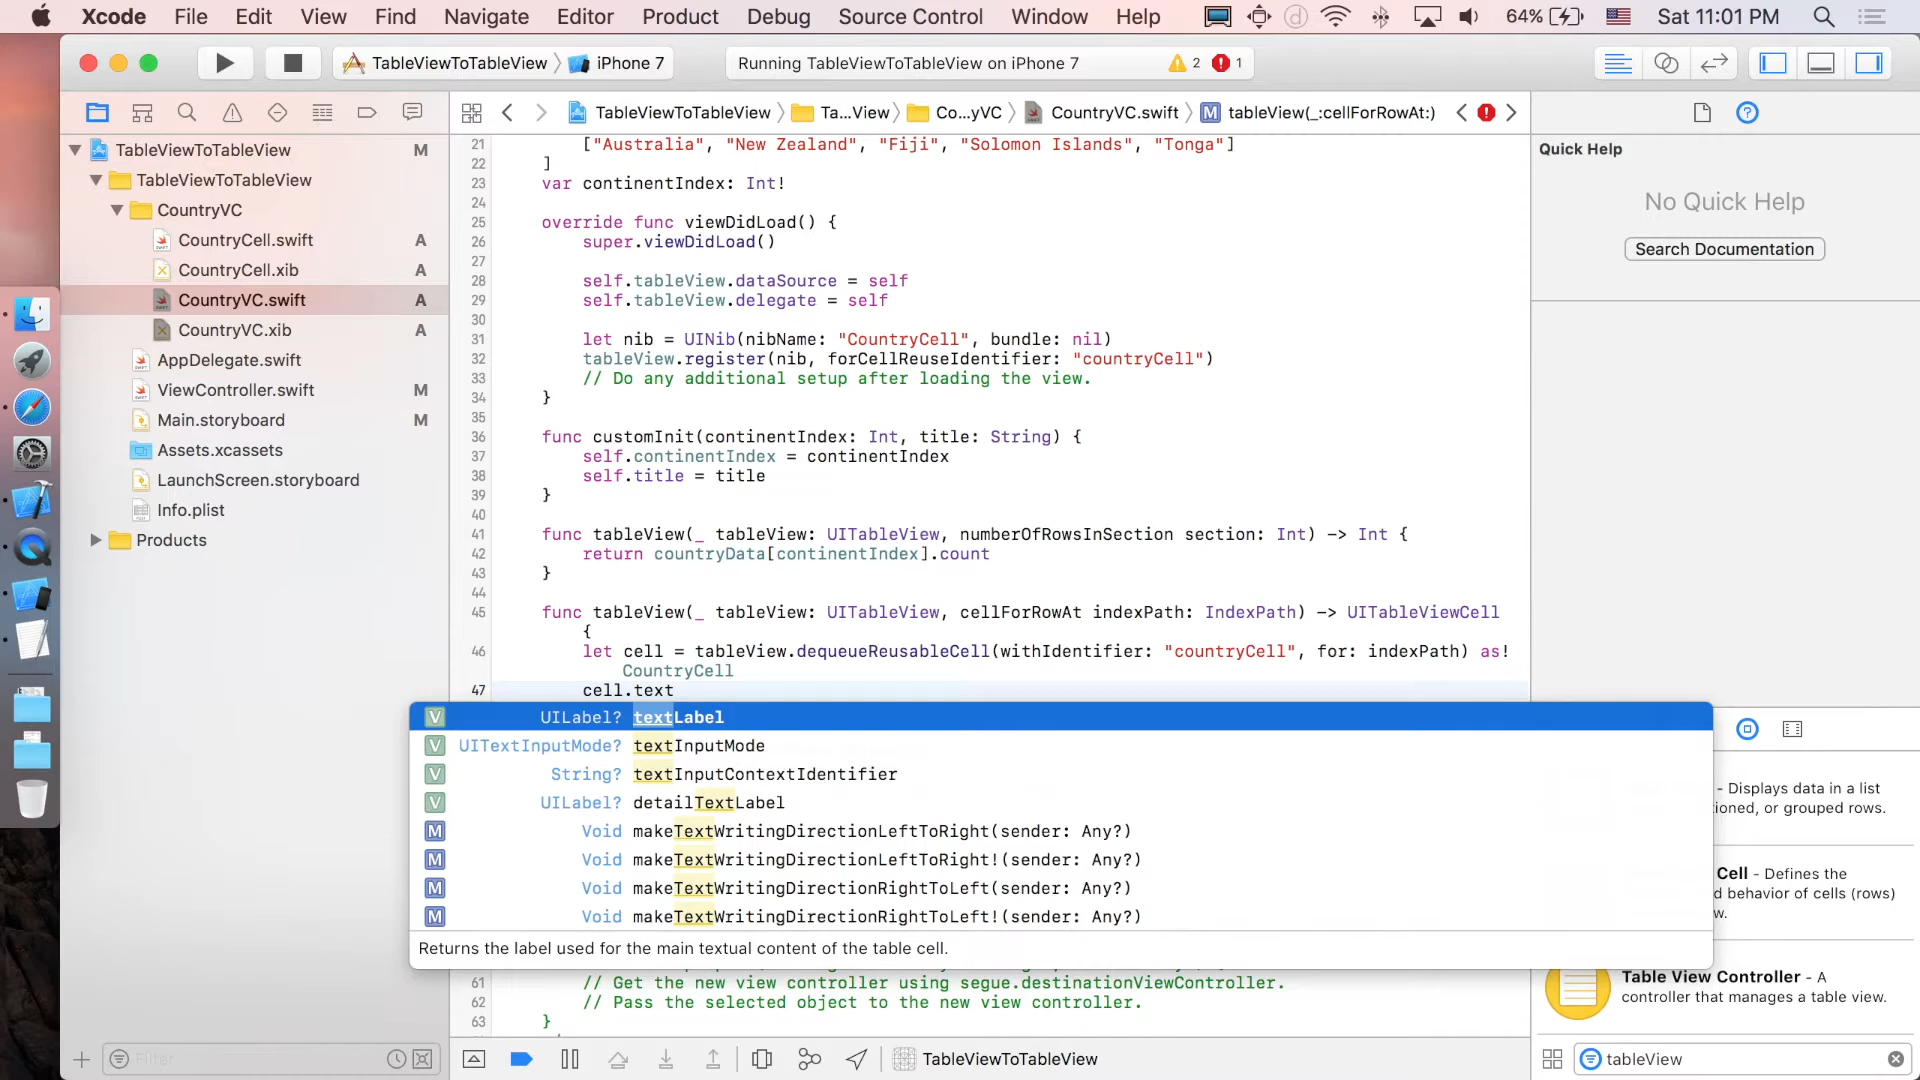 Xcode File Edit View Find Navigate Editor Product Debug Source Control Window Help 64% Sat 11:01 PM
TableViewToTableView iPhone 7 Running TableViewToTableView on iPhone 7 2 1
TableViewToTableView Ta...View Co...yVC CountryVC.swift M tableView(_:cellForRowAt:)
TableViewToTableView M
TableViewToTableView
CountryVC
CountryCell.swift A
CountryCell.xib A
CountryVC.swift A
CountryVC.xib A
AppDelegate.swift
ViewController.swift M
Main.storyboard M
Assets.xcassets
LaunchScreen.storyboard
Info.plist
Products
Filter
21 ["Australia", "New Zealand", "Fiji", "Solomon Islands", "Tonga"]
22 ]
23 var continentIndex: Int!
24
25 override func viewDidLoad() {
26 super.viewDidLoad()
27
28 self.tableView.dataSource = self
29 self.tableView.delegate = self
30
31 let nib = UINib(nibName: "CountryCell", bundle: nil)
32 tableView.register(nib, forCellReuseIdentifier: "countryCell")
33 // Do any additional setup after loading the view.
34 }
35
36 func customInit(continentIndex: Int, title: String) {
37 self.continentIndex = continentIndex
38 self.title = title
39 }
40
41 func tableView(_ tableView: UITableView, numberOfRowsInSection section: Int) -> Int {
42 return countryData[continentIndex].count
43 }
44
45 func tableView(_ tableView: UITableView, cellForRowAt indexPath: IndexPath) -> UITableViewCell
{
46 let cell = tableView.dequeueReusableCell(withIdentifier: "countryCell", for: indexPath) as!
CountryCell
47 cell.text
V UILabel? textLabel
V UITextInputMode? textInputMode
V String? textInputContextIdentifier
V UILabel? detailTextLabel
M Void makeTextWritingDirectionLeftToRight(sender: Any?)
M Void makeTextWritingDirectionLeftToRight!(sender: Any?)
M Void makeTextWritingDirectionRightToLeft(sender: Any?)
M Void makeTextWritingDirectionRightToLeft!(sender: Any?)
Returns the label used for the main textual content of the table cell.
61 // Get the new view controller using segue.destinationViewController.
62 // Pass the selected object to the new view controller.
63 }
TableViewToTableView
Quick Help
No Quick Help
Search Documentation
- Displays data in a list
ioned, or grouped rows.
Cell - Defines the
d behavior of cells (rows)
w.
Table View Controller - A
controller that manages a table view.
tableView